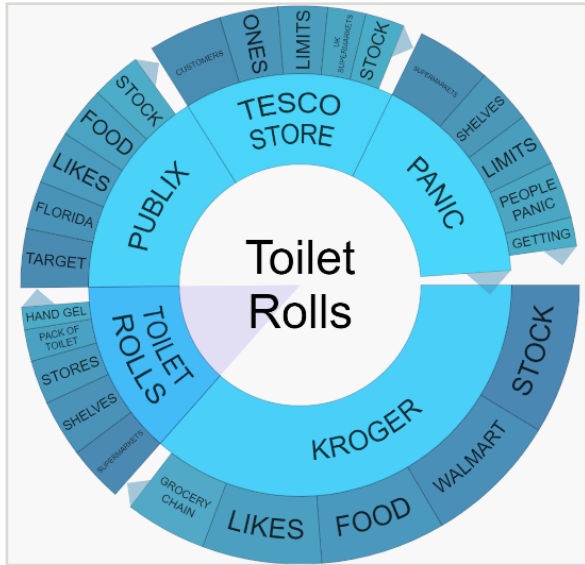 Toilet
Rolls
TESCO
STORE
CUSTOMERS
ONES
LIMITS
UK
SUPERMARKETS
STOCK
PANIC
SUPERMARKETS
SHELVES
LIMITS
PEOPLE
PANIC
GETTING
KROGER
STOCK
WALMART
FOOD
LIKES
GROCERY
CHAIN
TOILET
ROLLS
SUPERMARKETS
SHELVES
STORES
PACK OF
TOILET
HAND GEL
PUBLIX
TARGET
FLORIDA
LIKES
FOOD
STOCK